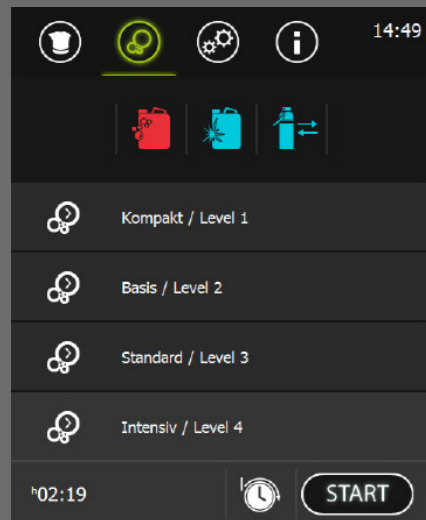 14:49
Kompakt / Level 1
Basis / Level 2
Standard / Level 3
Intensiv / Level 4
h02:19
START